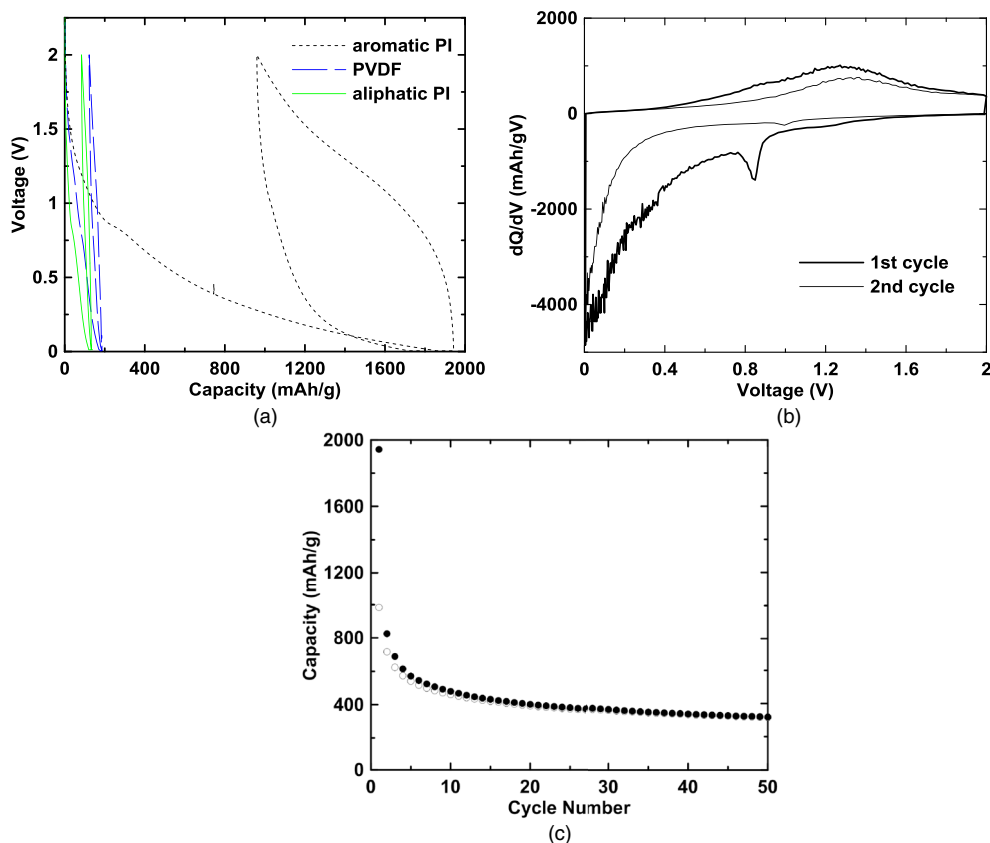 aromatic PI
PVDF
aliphatic PI
2
1.5
1
0.5
0
Voltage (V)
0 400 800 1200 1600 2000
Capacity (mAh/g)
(a)
2000
0
-2000
-4000
dQ/dV (mAh/gV)
1st cycle
2nd cycle
0 0.4 0.8 1.2 1.6 2
Voltage (V)
(b)
2000
1600
1200
800
400
0
Capacity (mAh/g)
0 10 20 30 40 50
Cycle Number
(c)